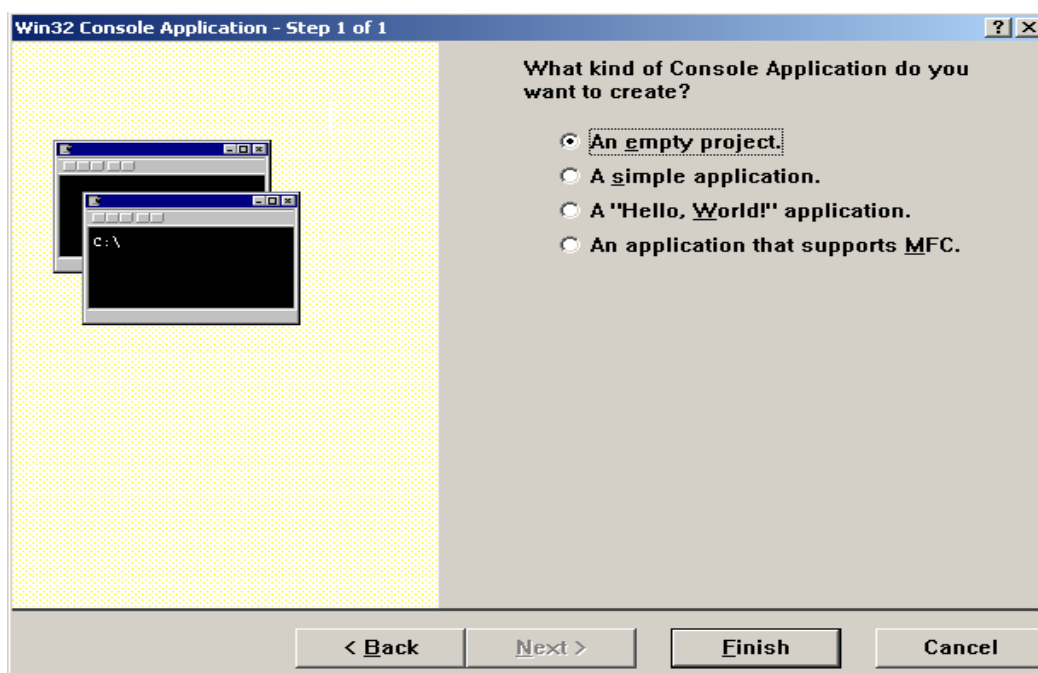 Win32 Console Application - Step 1 of 1
What kind of Console Application do you
want to create?
An empty project.
A simple application.
A "Hello, World!" application.
An application that supports MFC.
C:\
< Back
Next >
Finish
Cancel